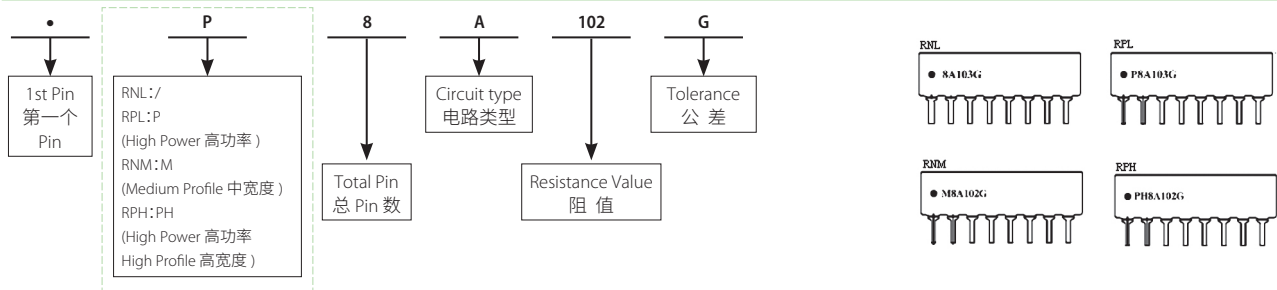 • P 8 A 102 G
1st Pin
第一个
Pin
RNL:/
RPL:P
(High Power 高功率)
RNM:M
(Medium Profile 中宽度)
RPH:PH
(High Power 高功率
High Profile 高宽度)
Total Pin
总 Pin 数
Circuit type
电路类型
Resistance Value
阻 值
Tolerance
公 差
RNL
● 8A103G
RPL
● P8A103G
RNM
● M8A102G
RPH
● PH8A102G